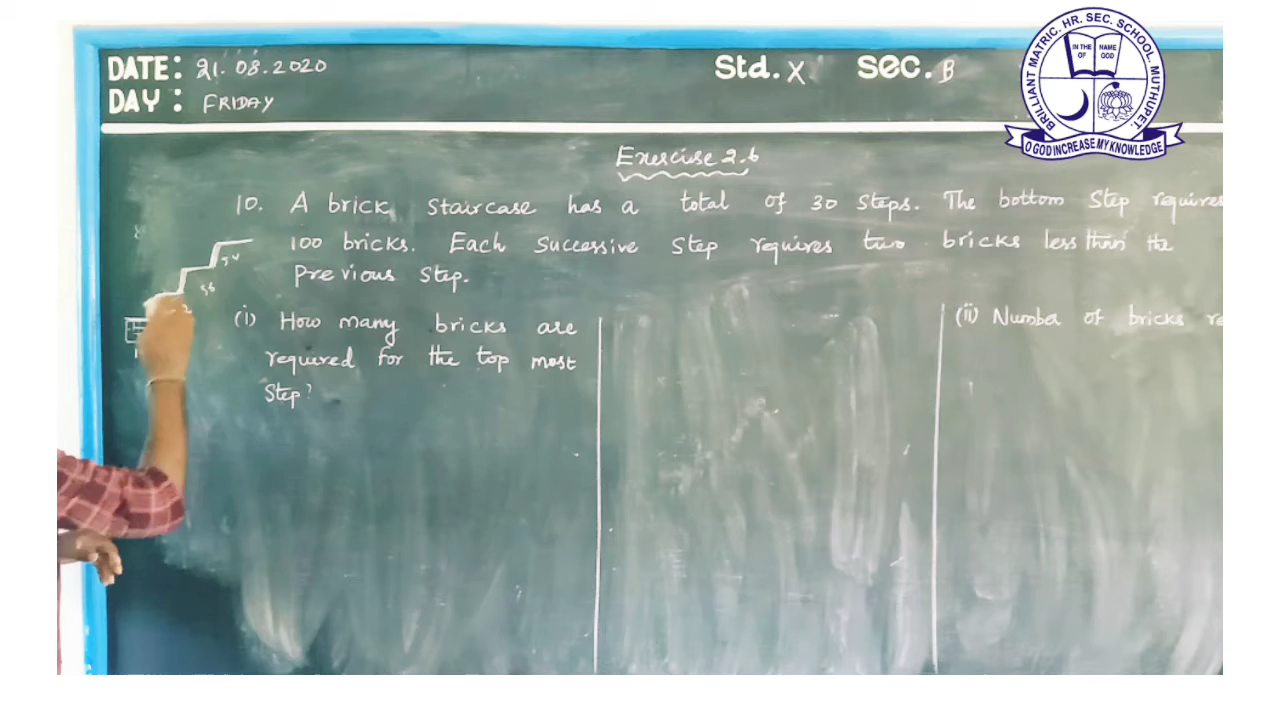 DATE: 21.08.2020
Std. X SEC. B
DAY : FRIDAY
BRILLIANT MATRIC. HR. SEC. SCHOOL. MUTHUPET.
IN THE NAME
OF GOD
O GOD INCREASE MY KNOWLEDGE
Exercise 2.6
10. A brick staircase has a total of 30 steps. The bottom step requires
100 bricks. Each successive step requires two bricks less than the
previous step.
(i) How many bricks are
required for the top most
step?
(ii) Number of bricks re